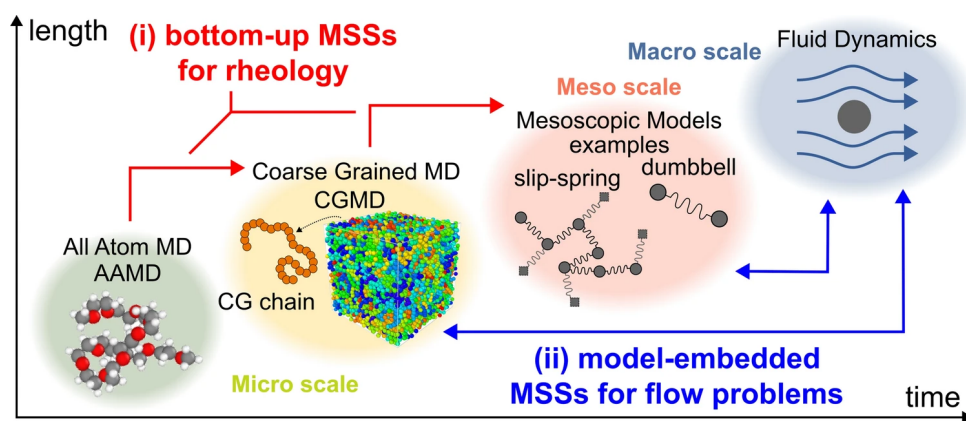 length
(i) bottom-up MSSs
for rheology
Fluid Dynamics
Macro scale
Meso scale
Mesoscopic Models
examples
slip-spring
dumbbell
Coarse Grained MD
CGMD
CG chain
All Atom MD
AAMD
Micro scale
(ii) model-embedded
MSSs for flow problems
time